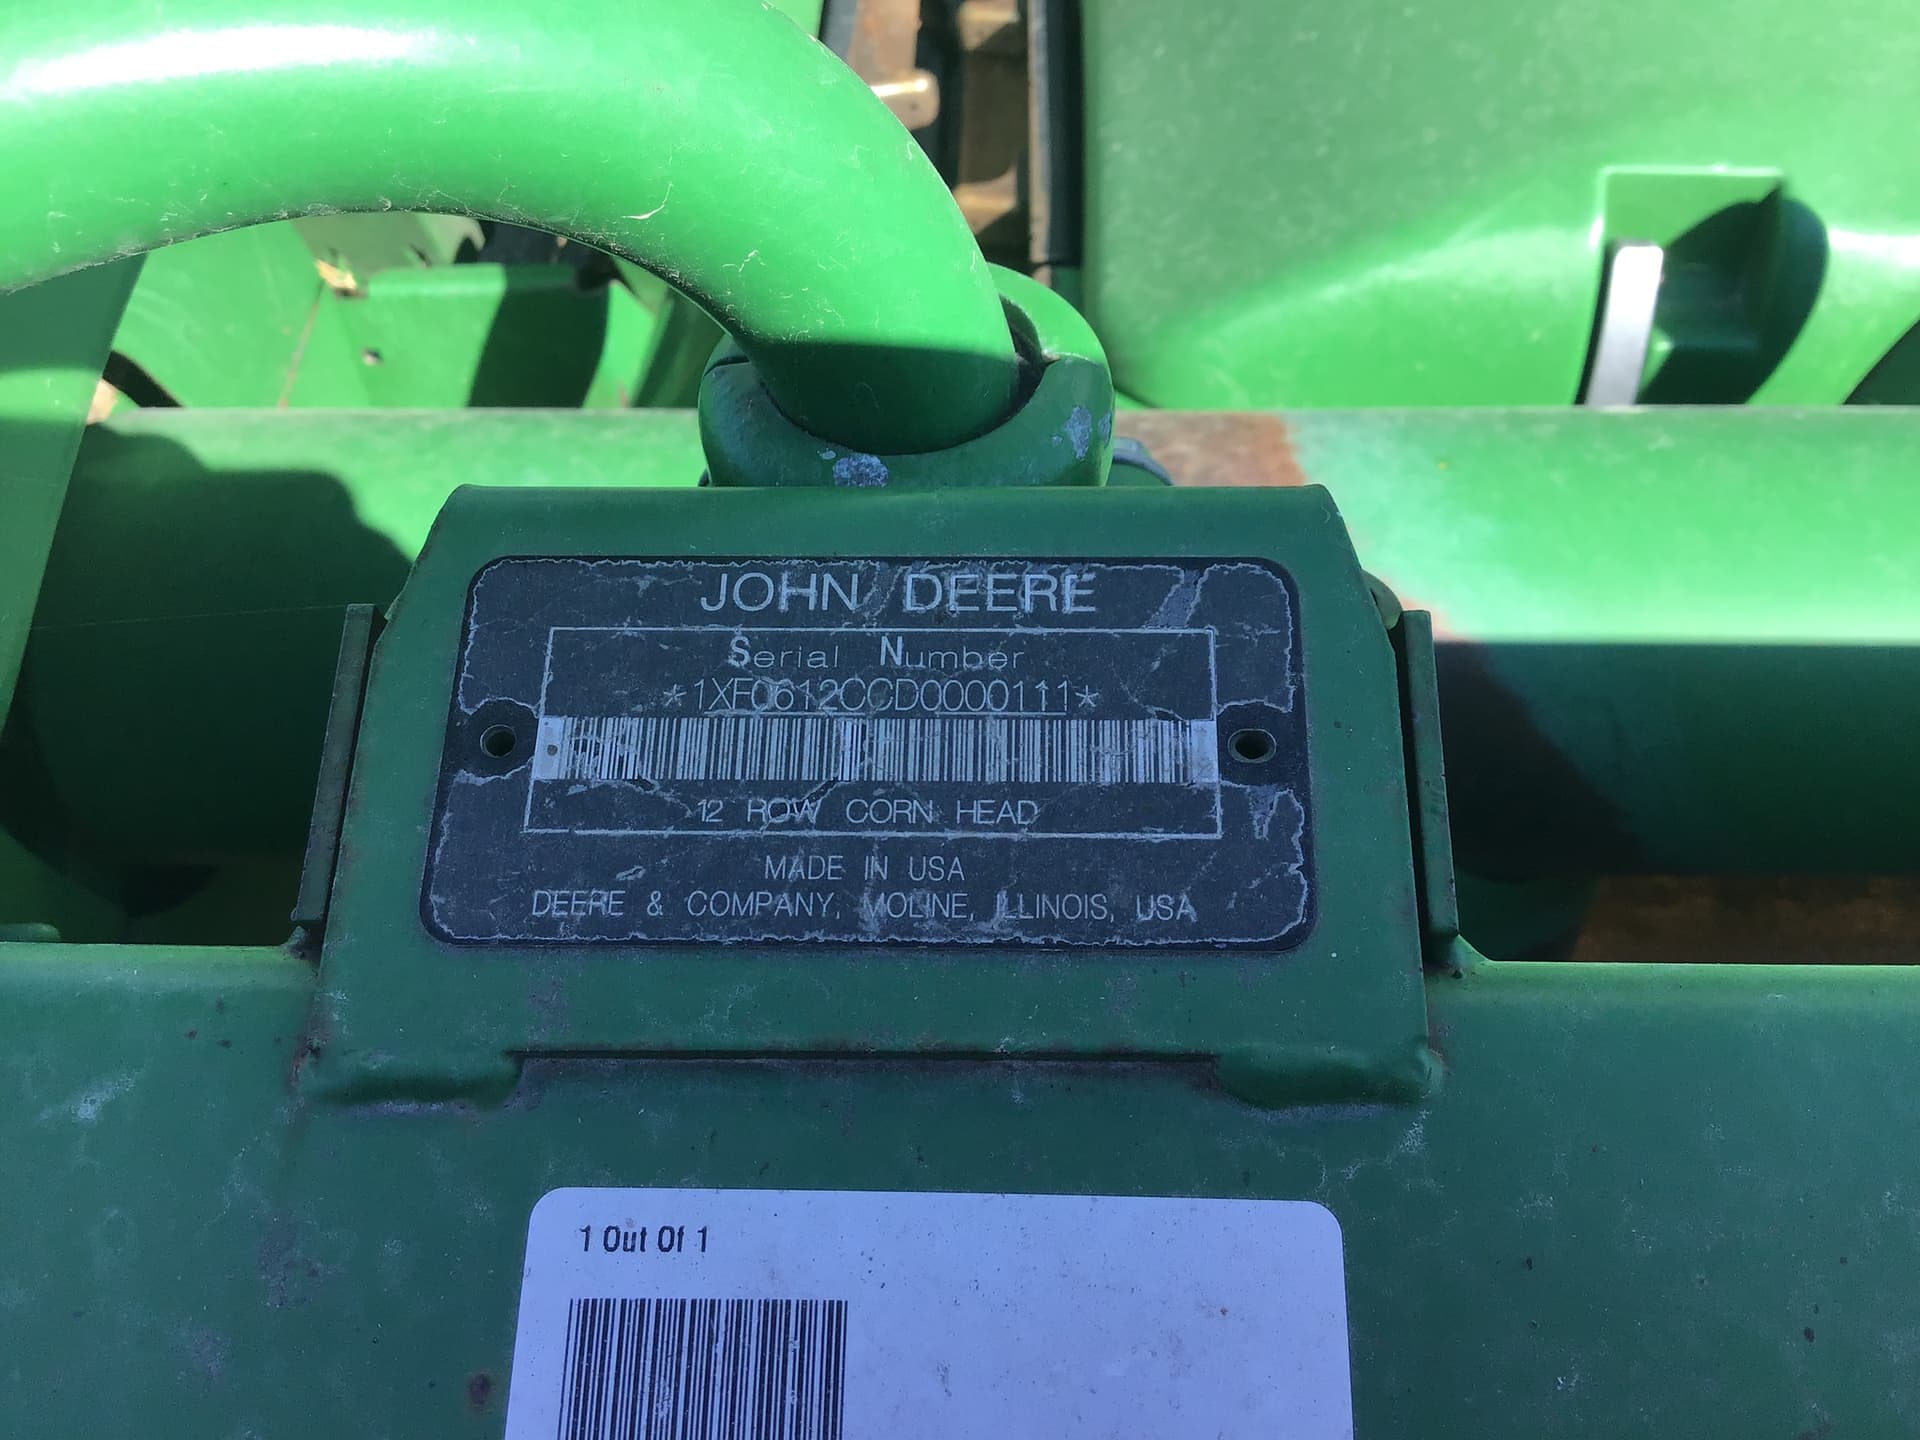 JOHN DEERE
Serial Number
*1XF0612CCD0000111*
12 ROW CORN HEAD
MADE IN USA
DEERE & COMPANY, MOLINE, ILLINOIS, USA
1 Out Of 1